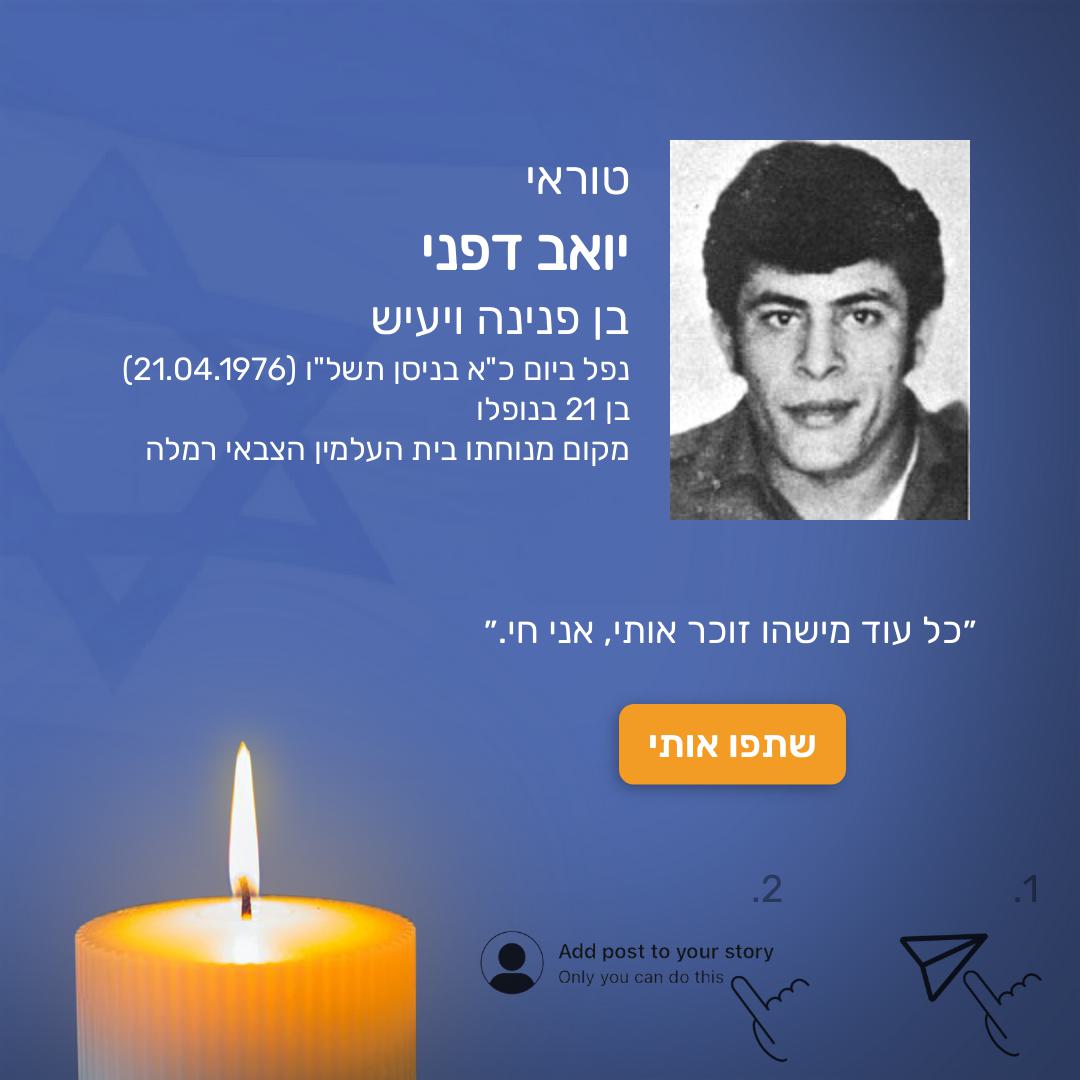 טוראי
יואב דפני
בן פנינה ויעיש
נפל ביום כ"א בניסן תשל"ו (21.04.1976)
בן 21 בנופלו
מקום מנוחתו בית העלמין הצבאי רמלה
״כל עוד מישהו זוכר אותי, אני חי.״
שתפו אותי
1.
2.
Add post to your story
Only you can do this